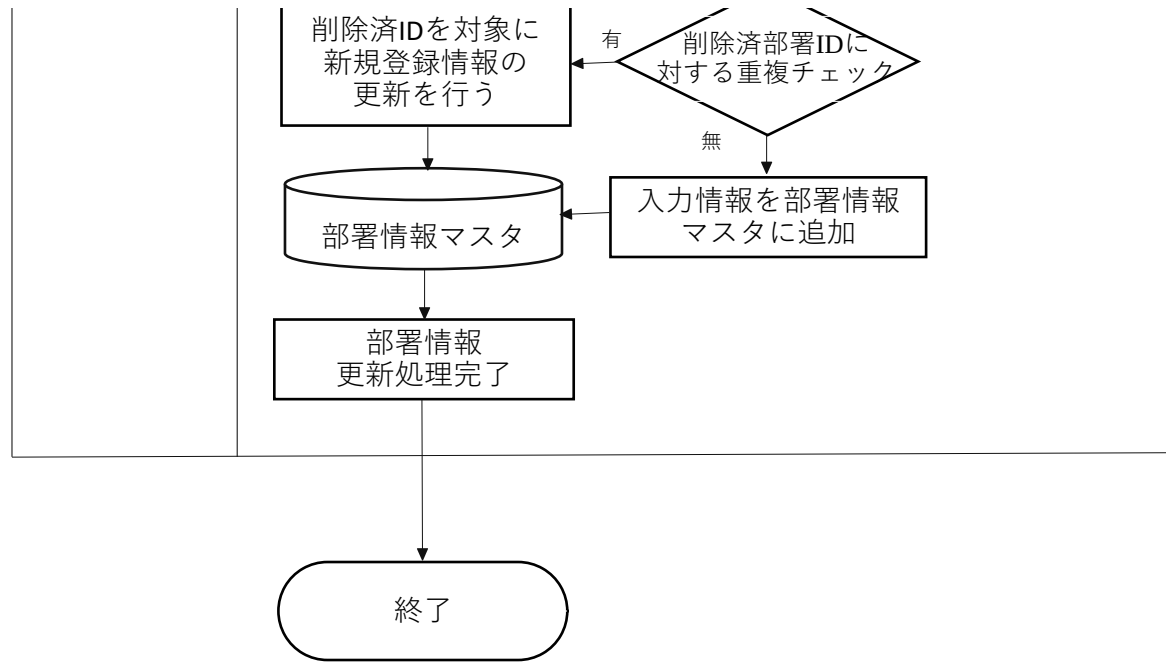 削除済IDを対象に
新規登録情報の
更新を行う
有
削除済部署IDに
対する重複チェック
無
部署情報マスタ
入力情報を部署情報
マスタに追加
部署情報
更新処理完了
終了